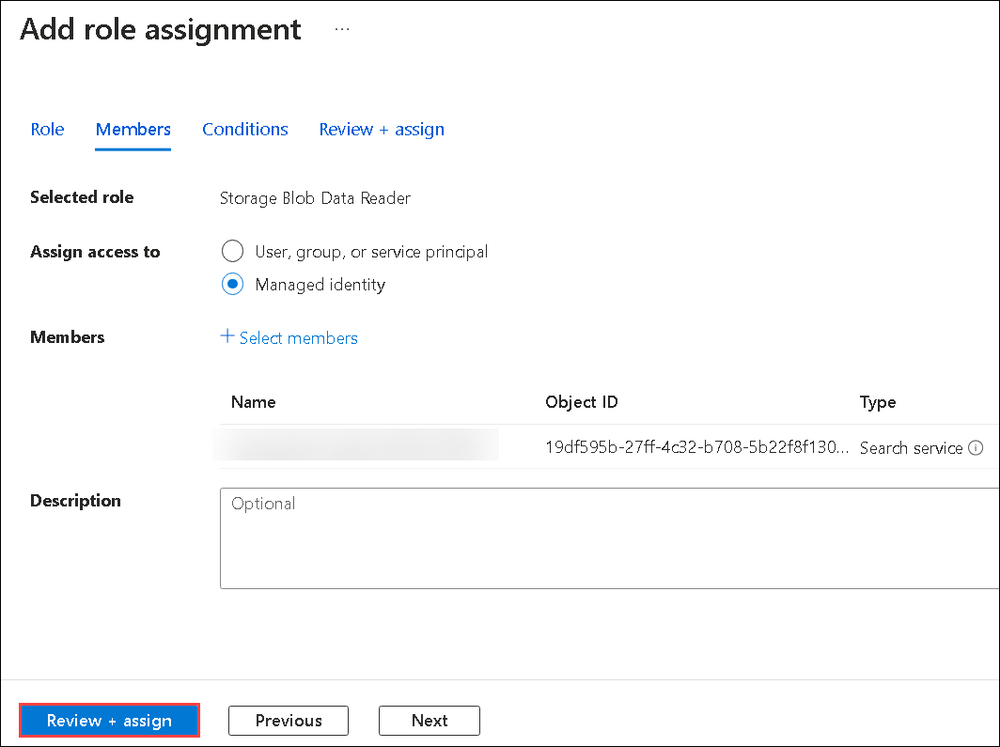 Add role assignment ...
Role Members Conditions Review + assign
Selected role Storage Blob Data Reader
Assign access to User, group, or service principal
Managed identity
Members + Select members
Name Object ID Type
19df595b-27ff-4c32-b708-5b22f8f130... Search service
Description Optional
Review + assign Previous Next